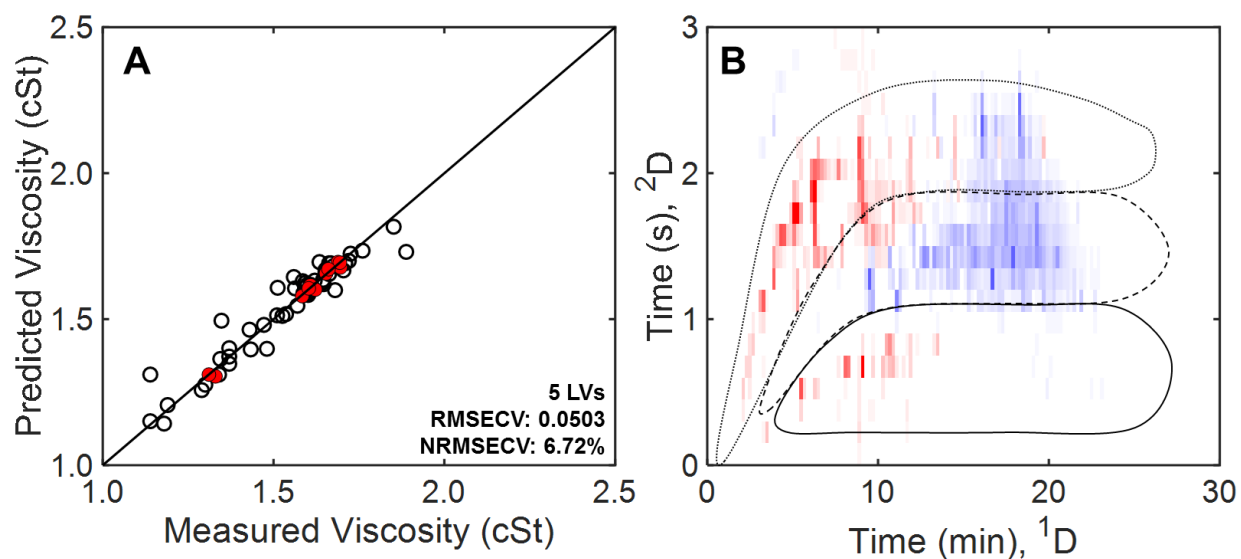 A
Predicted Viscosity (cSt)
2.5
2.0
1.5
1.0
5 LVs
RMSECV: 0.0503
NRMSECV: 6.72%
1.0 1.5 2.0 2.5
Measured Viscosity (cSt)
B
Time (s), ²D
3
2
1
0
0 10 20 30
Time (min), ¹D